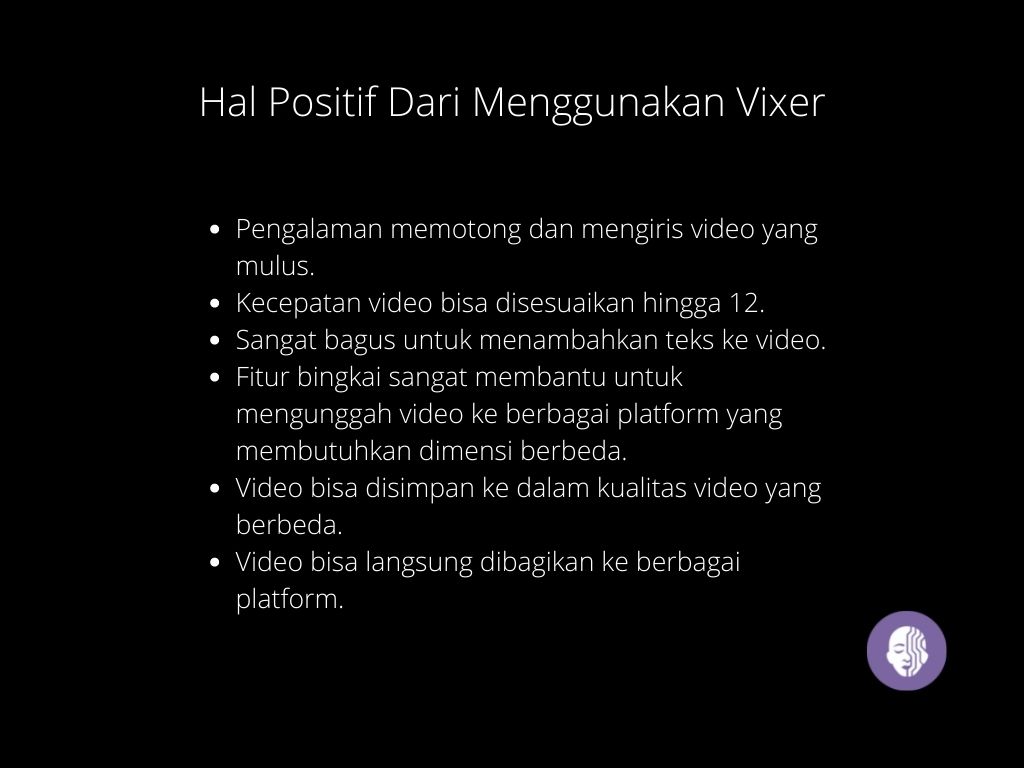 Hal Positif Dari Menggunakan Vixer
• Pengalaman memotong dan mengiris video yang
mulus.
• Kecepatan video bisa disesuaikan hingga 12.
• Sangat bagus untuk menambahkan teks ke video.
• Fitur bingkai sangat membantu untuk
mengunggah video ke berbagai platform yang
membutuhkan dimensi berbeda.
• Video bisa disimpan ke dalam kualitas video yang
berbeda.
• Video bisa langsung dibagikan ke berbagai
platform.